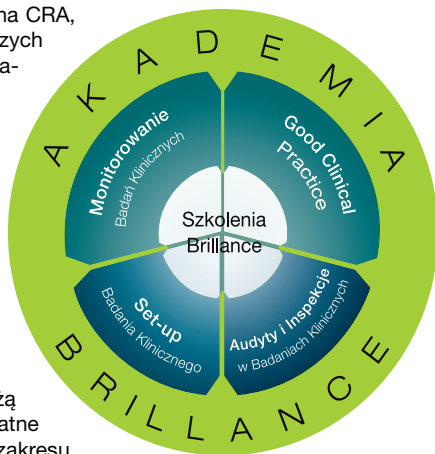 na CRA,
zych
a-
AKADEMIA
Monitorowanie
Badań Klinicznych
Good Clinical
Practice
Szkolenia
Brillance
Set-up
Badania Klinicznego
Audyty i Inspekcje
w Badaniach Klinicznych
BRILLANCE
żą
atne
zakresu